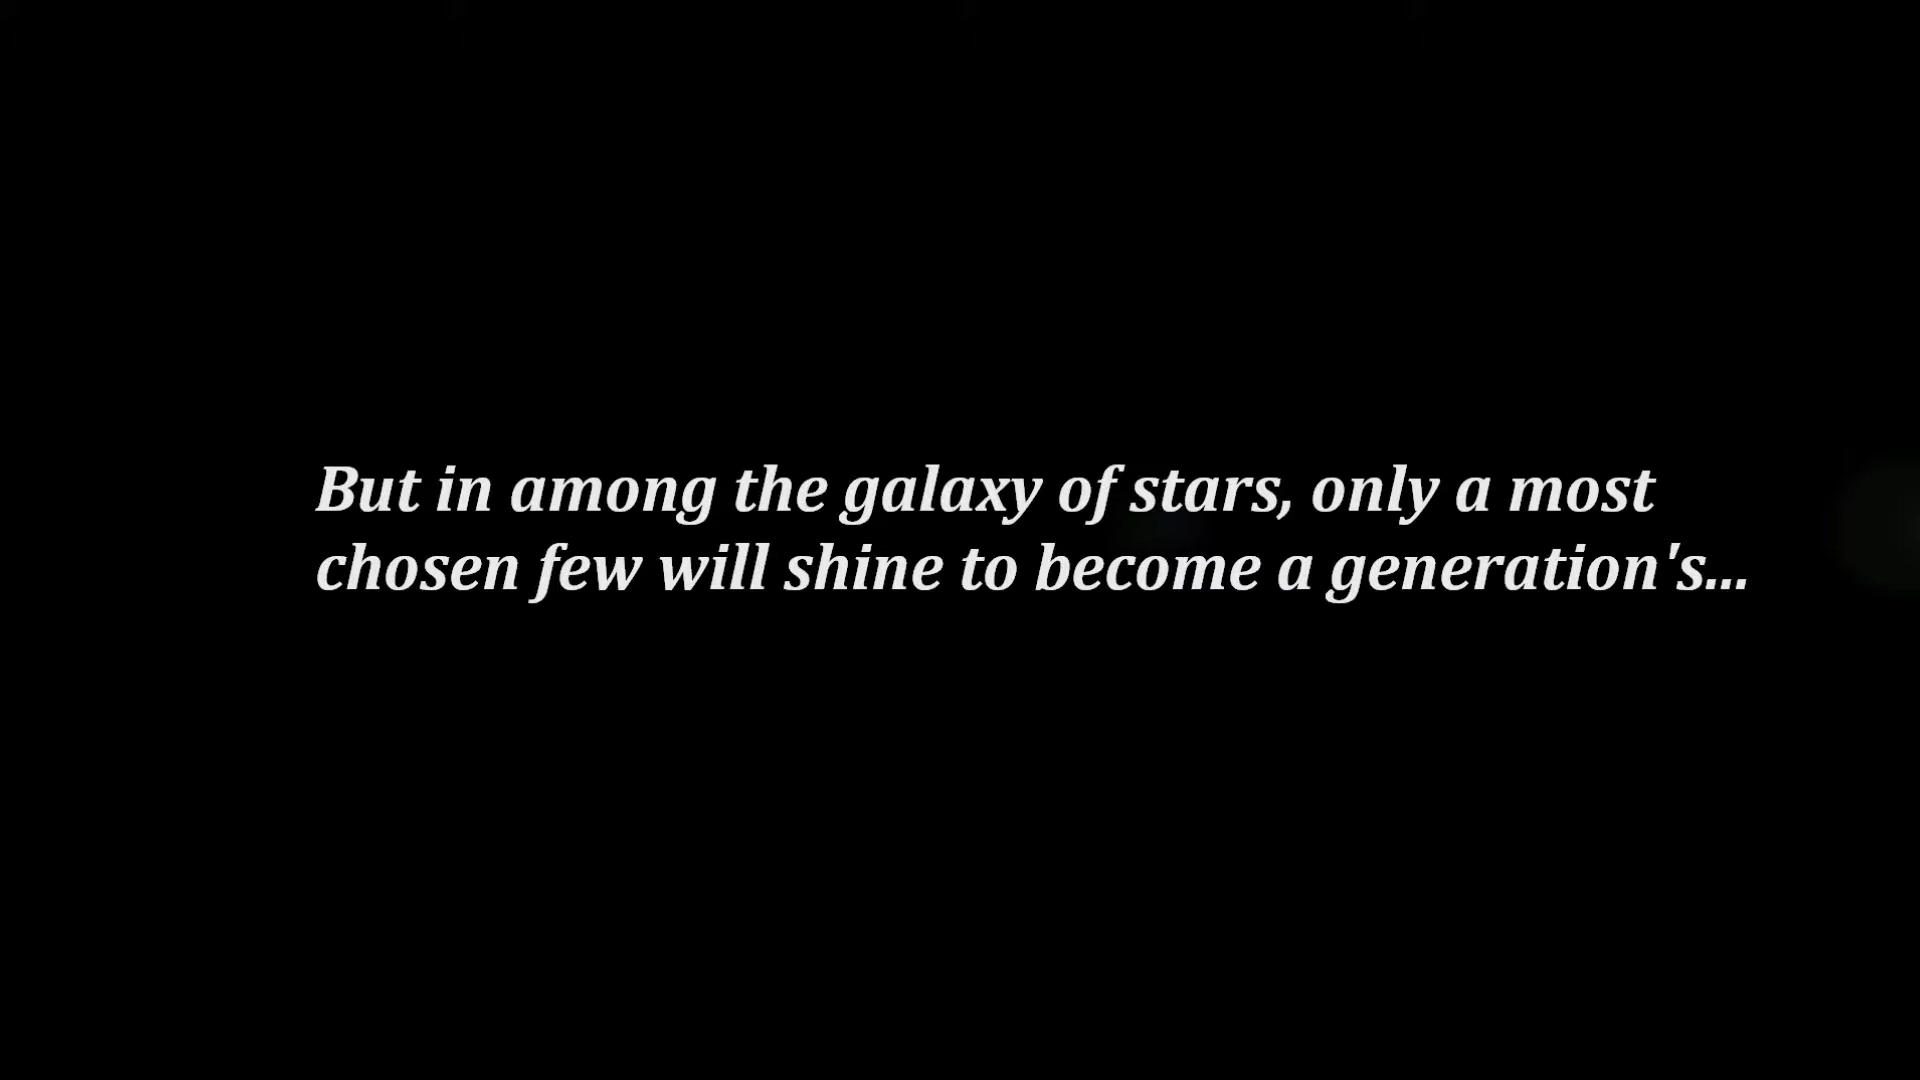 But in among the galaxy of stars, only a most
chosen few will shine to become a generation's...